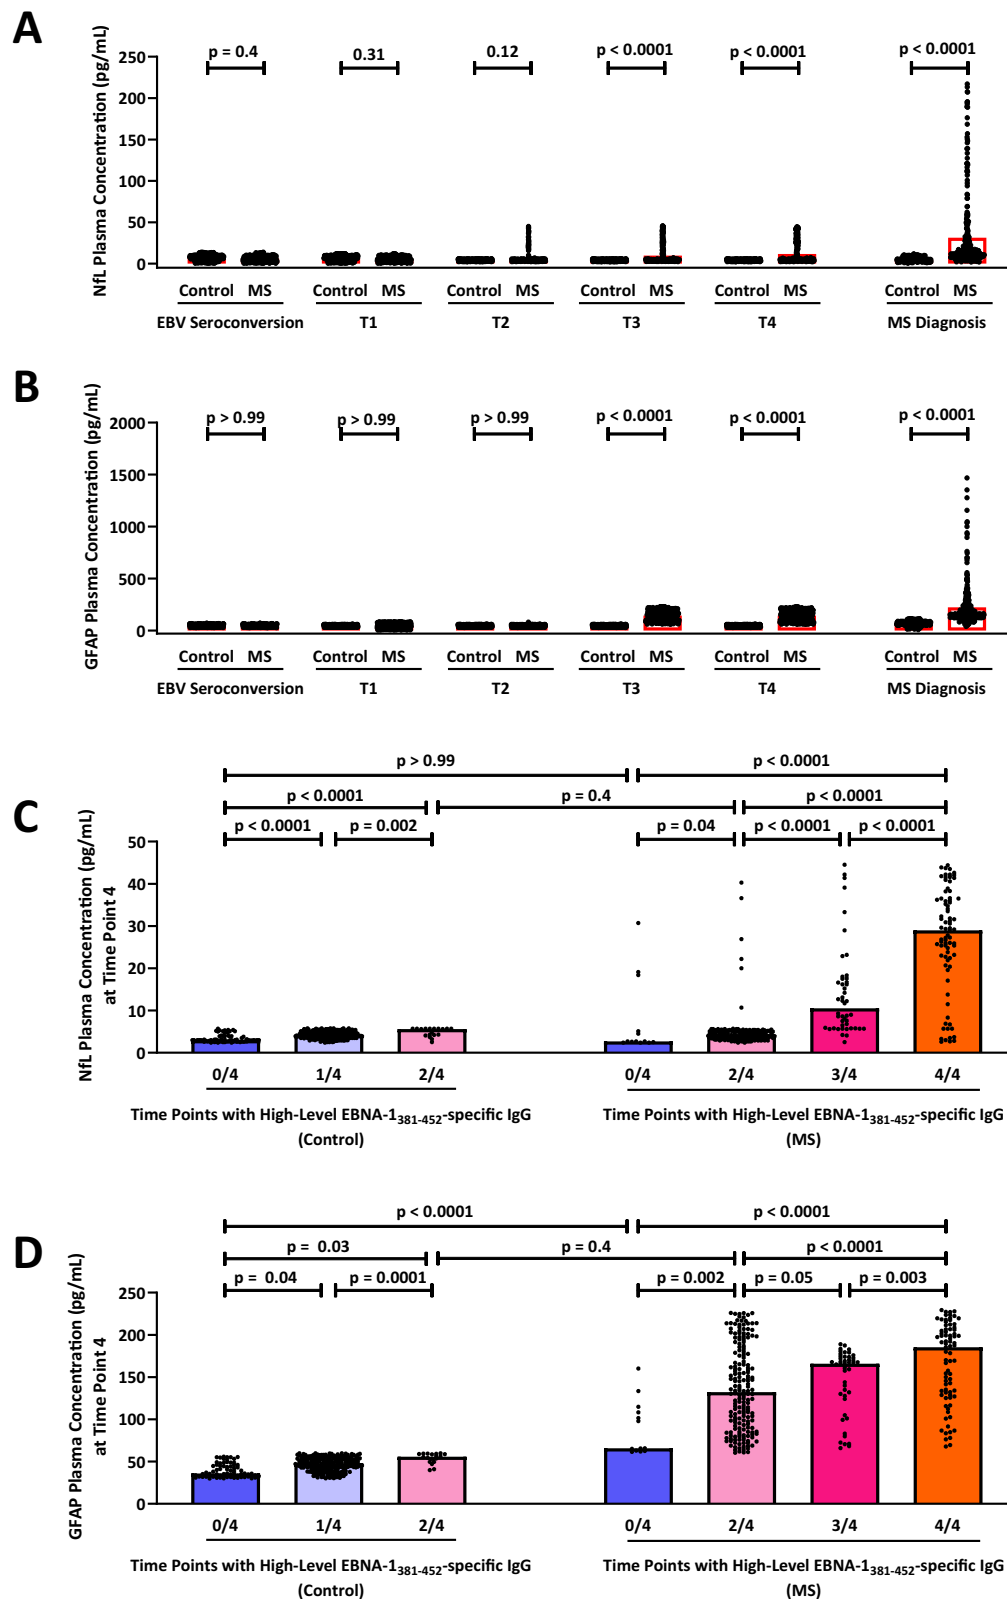 A
p = 0.4 0.31 0.12 p < 0.0001 p < 0.0001 p < 0.0001
NfL Plasma Concentration (pg/mL)
250
200
150
100
50
0
Control MS Control MS Control MS Control MS Control MS Control MS
EBV Seroconversion T1 T2 T3 T4 MS Diagnosis
B
p > 0.99 p > 0.99 p > 0.99 p < 0.0001 p < 0.0001 p < 0.0001
GFAP Plasma Concentration (pg/mL)
2000
1500
1000
500
0
Control MS Control MS Control MS Control MS Control MS Control MS
EBV Seroconversion T1 T2 T3 T4 MS Diagnosis
C
p > 0.99 p < 0.0001
p < 0.0001 p = 0.4 p < 0.0001
p < 0.0001 p = 0.002 p = 0.04 p < 0.0001 p < 0.0001
NfL Plasma Concentration (pg/mL)
at Time Point 4
50
40
30
20
10
0
0/4 1/4 2/4 0/4 2/4 3/4 4/4
Time Points with High-Level EBNA-1381-452-specific IgG Time Points with High-Level EBNA-1381-452-specific IgG
(Control) (MS)
D
p < 0.0001 p < 0.0001
p = 0.03 p = 0.4 p < 0.0001
p = 0.04 p = 0.0001 p = 0.002 p = 0.05 p = 0.003
GFAP Plasma Concentration (pg/mL)
at Time Point 4
250
200
150
100
50
0
0/4 1/4 2/4 0/4 2/4 3/4 4/4
Time Points with High-Level EBNA-1381-452-specific IgG Time Points with High-Level EBNA-1381-452-specific IgG
(Control) (MS)